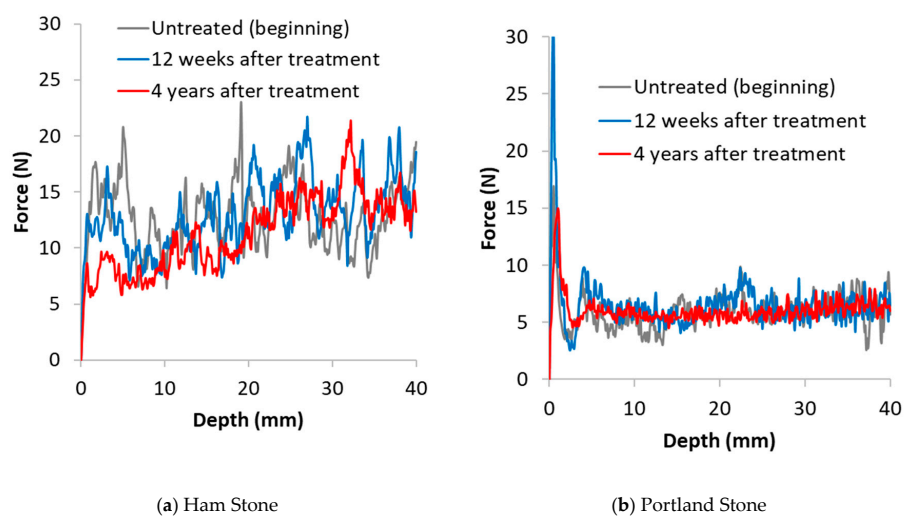 Untreated (beginning)
12 weeks after treatment
4 years after treatment
Force (N)
30
25
20
15
10
5
0
0 10 20 30 40
Depth (mm)
(a) Ham Stone
Untreated (beginning)
12 weeks after treatment
4 years after treatment
Force (N)
30
25
20
15
10
5
0
0 10 20 30 40
Depth (mm)
(b) Portland Stone